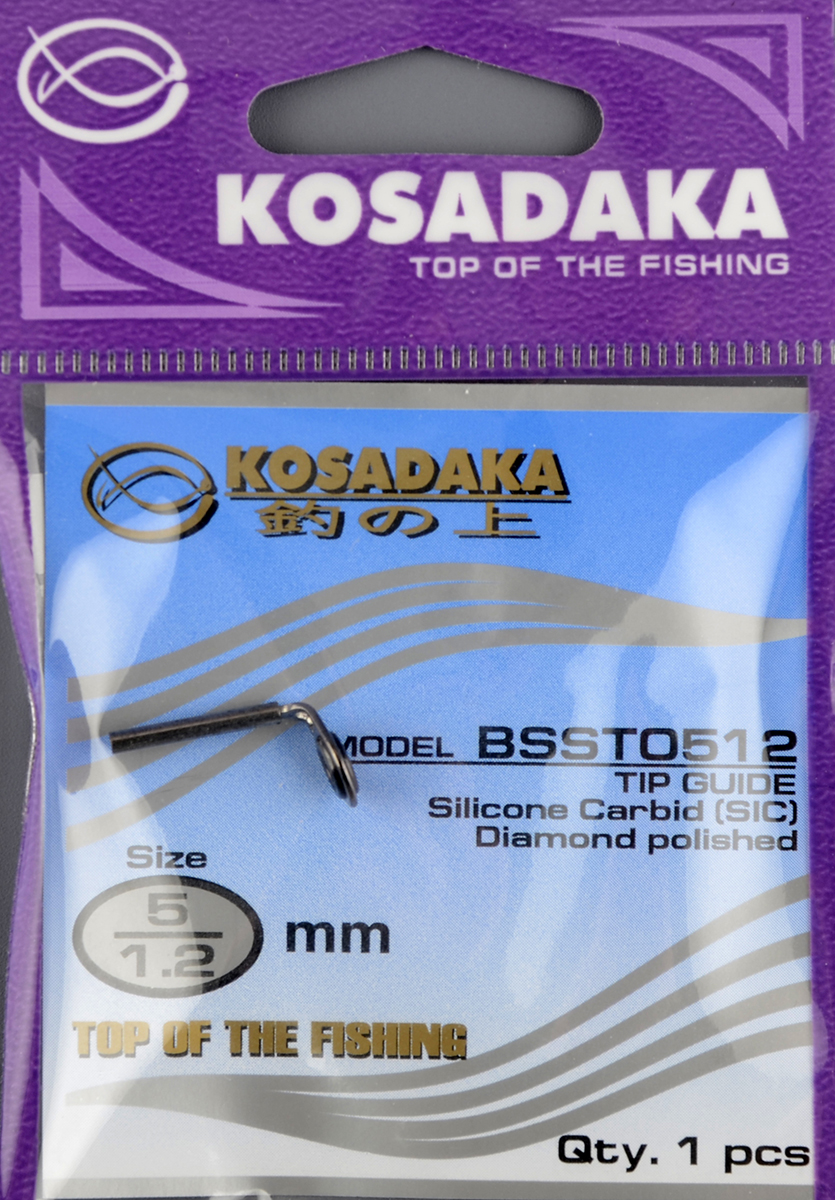 KOSADAKA
TOP OF THE FISHING
KOSADAKA
釣の上
MODEL BSST0512
TIP GUIDE
Silicone Carbid (SIC)
Diamond polished
Size
5
1.2
mm
TOP OF THE FISHING
Qty. 1 pcs